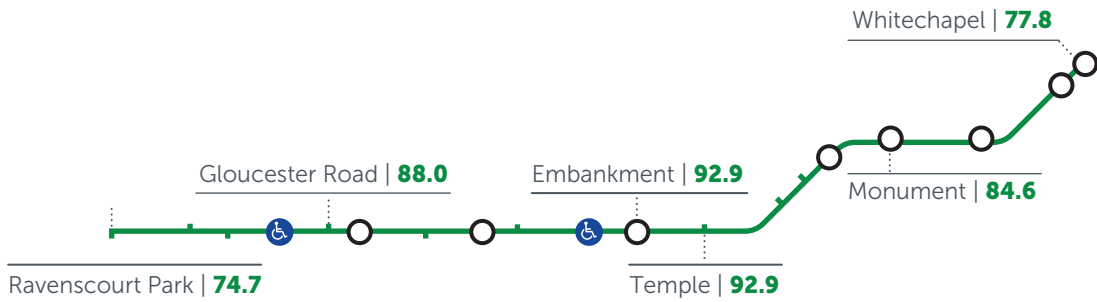 Whitechapel | 77.8
Gloucester Road | 88.0
Embankment | 92.9
Monument | 84.6
Ravenscourt Park | 74.7
Temple | 92.9